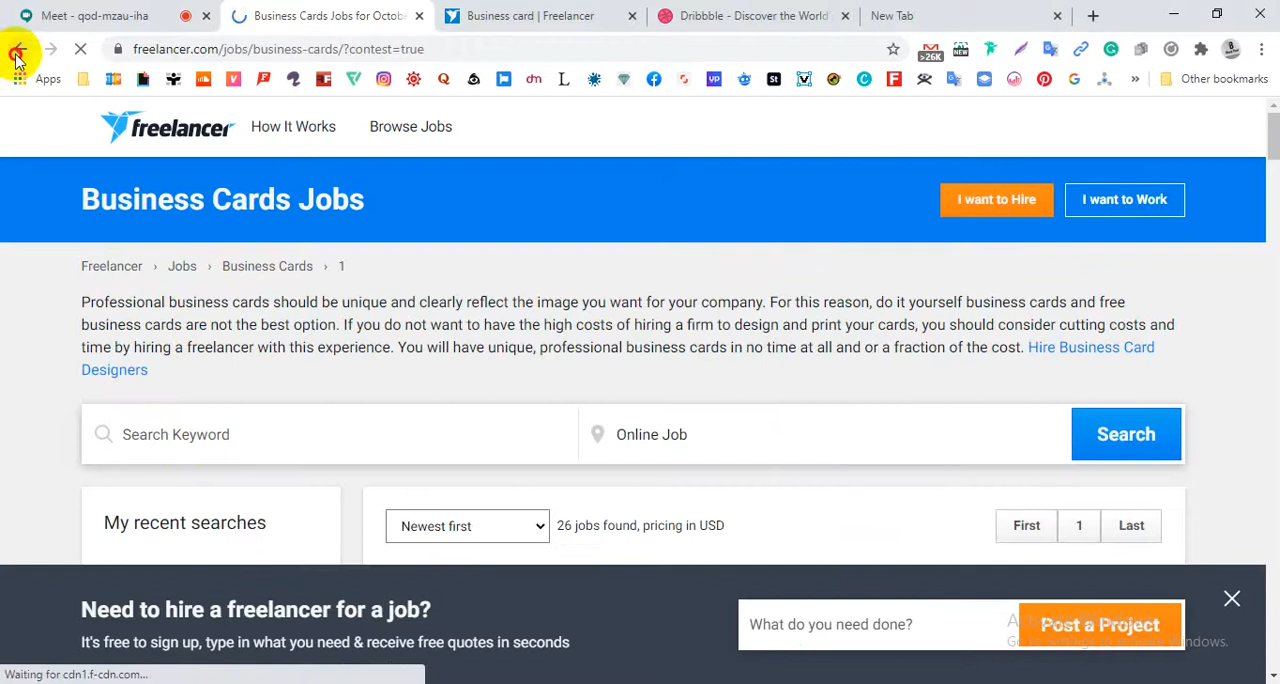 Meet - qod-mzau-iha
Business Cards Jobs for Octobe
Business card | Freelancer
Dribbble - Discover the World'
New Tab
freelancer.com/jobs/business-cards/?contest=true
>26K
NEW
Apps
dm
L
VP
St
Other bookmarks
freelancer
How It Works
Browse Jobs
Business Cards Jobs
I want to Hire
I want to Work
Freelancer › Jobs › Business Cards › 1
Professional business cards should be unique and clearly reflect the image you want for your company. For this reason, do it yourself business cards and free
business cards are not the best option. If you do not want to have the high costs of hiring a firm to design and print your cards, you should consider cutting costs and
time by hiring a freelancer with this experience. You will have unique, professional business cards in no time at all and or a fraction of the cost. Hire Business Card
Designers
Search Keyword
Online Job
Search
My recent searches
Newest first
26 jobs found, pricing in USD
First
1
Last
Need to hire a freelancer for a job?
It's free to sign up, type in what you need & receive free quotes in seconds
What do you need done?
Post a Project
Waiting for cdn1.f-cdn.com...